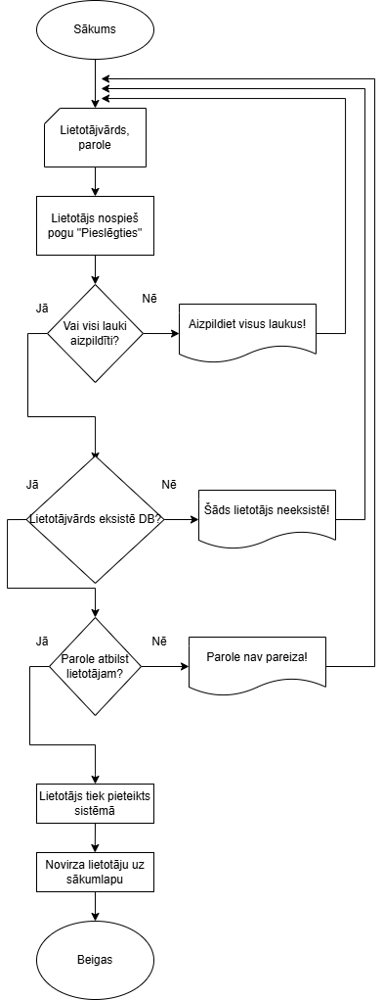 Sākums
Lietotājvārds,
parole
Lietotājs nospieš
pogu "Pieslēgties"
Jā
Nē
Vai visi lauki
aizpildīti?
Aizpildiet visus laukus!
Jā
Nē
Lietotājvārds eksistē DB?
Šāds lietotājs neeksistē!
Jā
Nē
Parole atbilst
lietotājam?
Parole nav pareiza!
Lietotājs tiek pieteikts
sistēmā
Novirza lietotāju uz
sākumlapu
Beigas